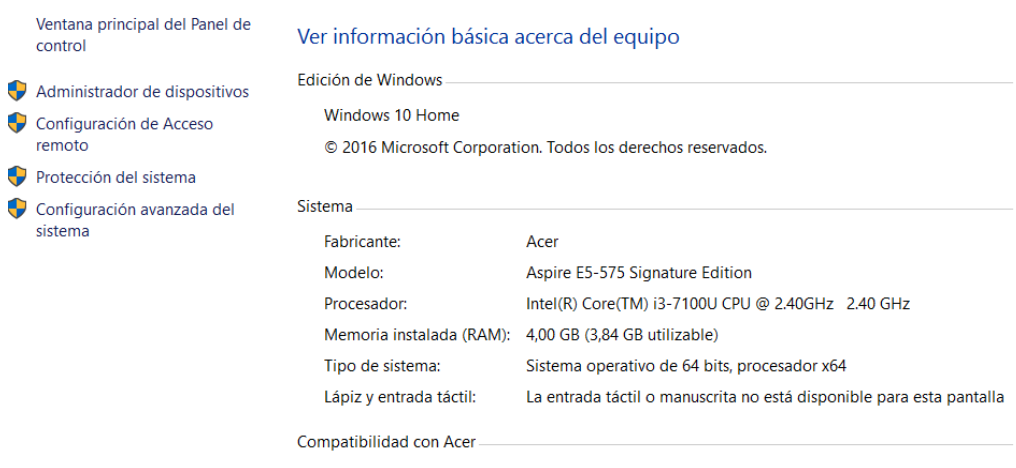 Ventana principal del Panel de
control
Administrador de dispositivos
Configuración de Acceso
remoto
Protección del sistema
Configuración avanzada del
sistema
Ver información básica acerca del equipo
Edición de Windows
Windows 10 Home
© 2016 Microsoft Corporation. Todos los derechos reservados.
Sistema
Fabricante: Acer
Modelo: Aspire E5-575 Signature Edition
Procesador: Intel(R) Core(TM) i3-7100U CPU @ 2.40GHz 2.40 GHz
Memoria instalada (RAM): 4,00 GB (3,84 GB utilizable)
Tipo de sistema: Sistema operativo de 64 bits, procesador x64
Lápiz y entrada táctil: La entrada táctil o manuscrita no está disponible para esta pantalla
Compatibilidad con Acer